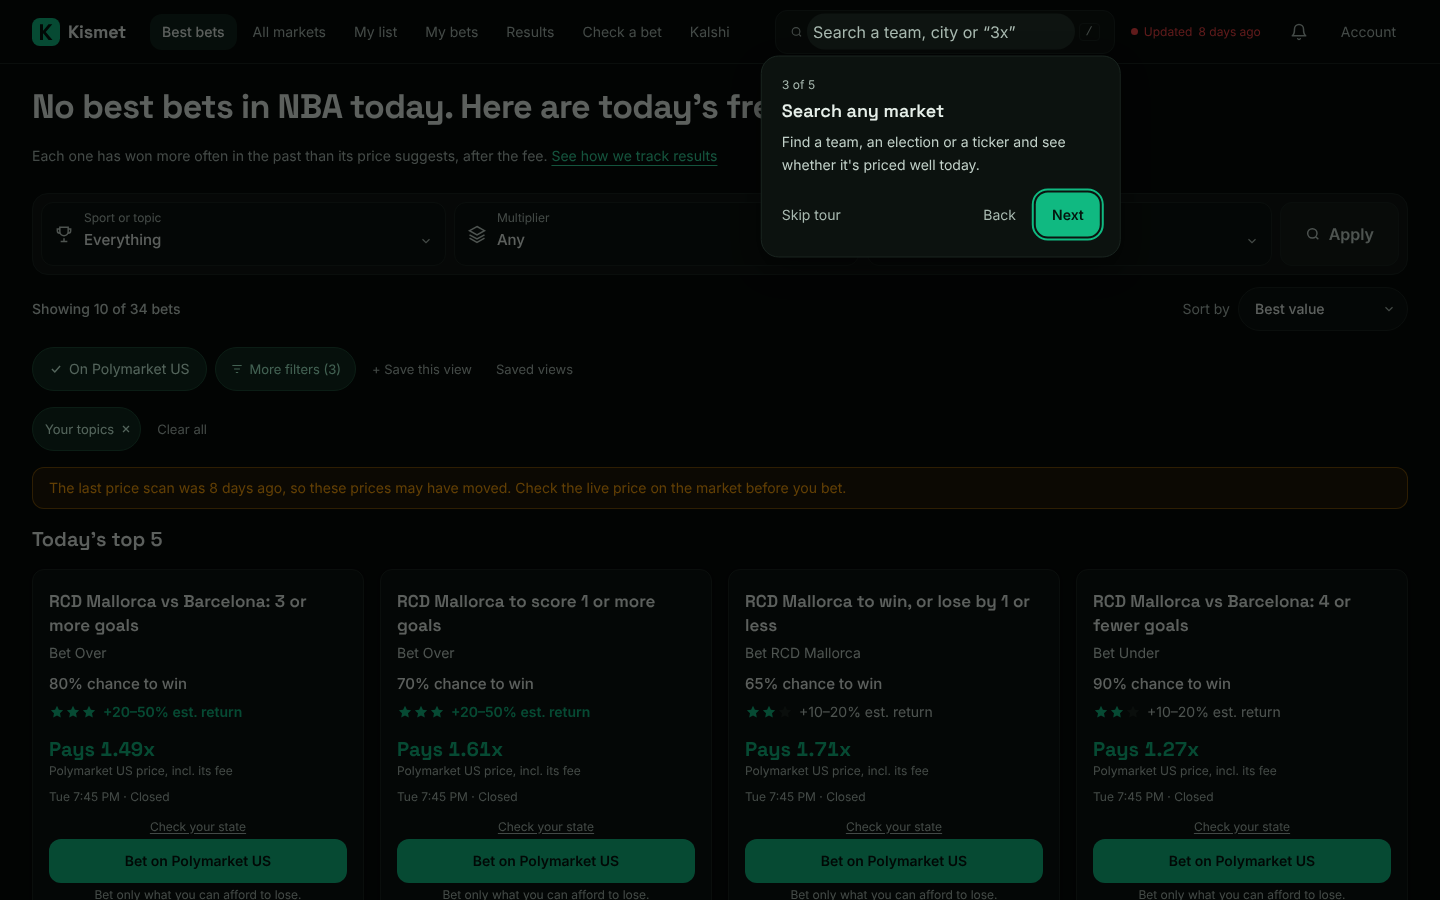 K Kismet
Best bets
All markets
My list
My bets
Results
Check a bet
Kalshi
Search a team, city or “3x”
/
Updated 8 days ago
Account
3 of 5
Search any market
Find a team, an election or a ticker and see
whether it's priced well today.
Skip tour
Back
Next
No best bets in NBA today. Here are today’s
Each one has won more often in the past than its price suggests, after the fee. See how we track results
Sport or topic
Everything
Multiplier
Any
Apply
Showing 10 of 34 bets
Sort by
Best value
On Polymarket US
More filters (3)
+ Save this view
Saved views
Your topics ×
Clear all
The last price scan was 8 days ago, so these prices may have moved. Check the live price on the market before you bet.
Today’s top 5
RCD Mallorca vs Barcelona: 3 or
more goals
Bet Over
80% chance to win
+20–50% est. return
Pays 1.49x
Polymarket US price, incl. its fee
Tue 7:45 PM · Closed
Check your state
Bet on Polymarket US
Bet only what you can afford to lose.
RCD Mallorca to score 1 or more
goals
Bet Over
70% chance to win
+20–50% est. return
Pays 1.61x
Polymarket US price, incl. its fee
Tue 7:45 PM · Closed
Check your state
Bet on Polymarket US
Bet only what you can afford to lose.
RCD Mallorca to win, or lose by 1 or
less
Bet RCD Mallorca
65% chance to win
+10–20% est. return
Pays 1.71x
Polymarket US price, incl. its fee
Tue 7:45 PM · Closed
Check your state
Bet on Polymarket US
Bet only what you can afford to lose.
RCD Mallorca vs Barcelona: 4 or
fewer goals
Bet Under
90% chance to win
+10–20% est. return
Pays 1.27x
Polymarket US price, incl. its fee
Tue 7:45 PM · Closed
Check your state
Bet on Polymarket US
Bet only what you can afford to lose.